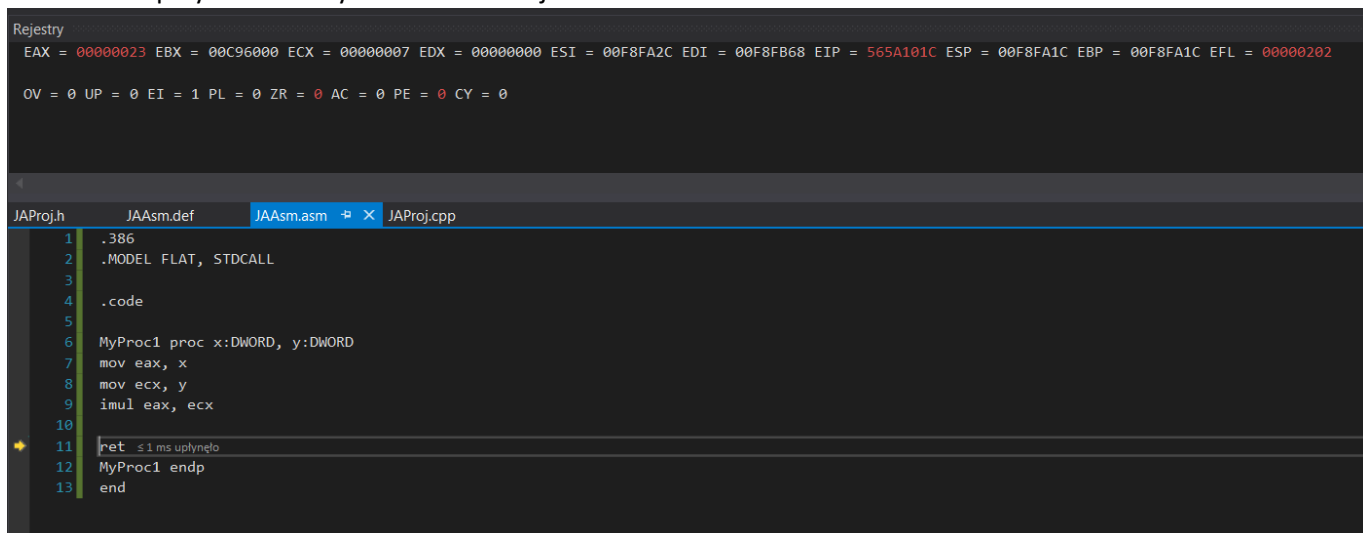 Rejestry
EAX = 00000023 EBX = 00C96000 ECX = 00000007 EDX = 00000000 ESI = 00F8FA2C EDI = 00F8FB68 EIP = 565A101C ESP = 00F8FA1C EBP = 00F8FA1C EFL = 00000202
OV = 0 UP = 0 EI = 1 PL = 0 ZR = 0 AC = 0 PE = 0 CY = 0
JAProj.h JAAsm.def JAAsm.asm JAProj.cpp
1 .386
2 .MODEL FLAT, STDCALL
3
4 .code
5
6 MyProc1 proc x:DWORD, y:DWORD
7 mov eax, x
8 mov ecx, y
9 imul eax, ecx
10
11 ret ≤ 1 ms upłynęło
12 MyProc1 endp
13 end